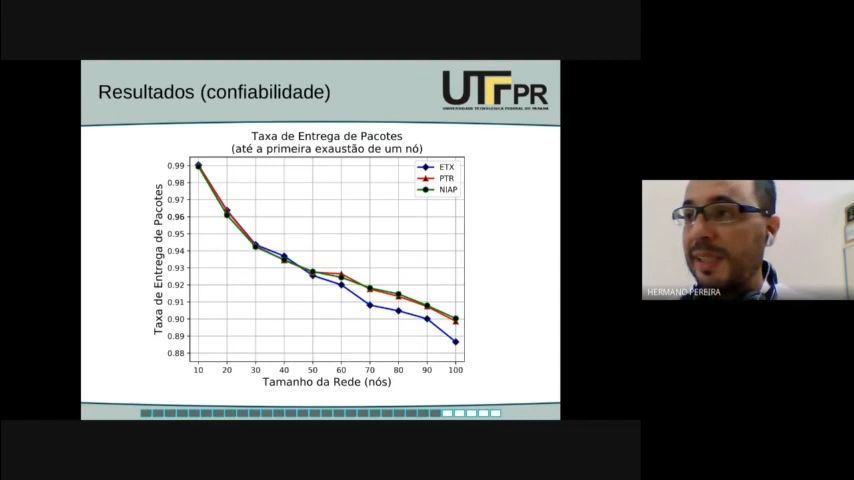 Resultados (confiabilidade)
UTFPR
UNIVERSIDADE TECNOLÓGICA FEDERAL DO PARANÁ
Taxa de Entrega de Pacotes
(até a primeira exaustão de um nó)
ETX
PTR
NIAP
Taxa de Entrega de Pacotes
0.99
0.98
0.97
0.96
0.95
0.94
0.93
0.92
0.91
0.90
0.89
0.88
10 20 30 40 50 60 70 80 90 100
Tamanho da Rede (nós)
HERMANO PEREIRA